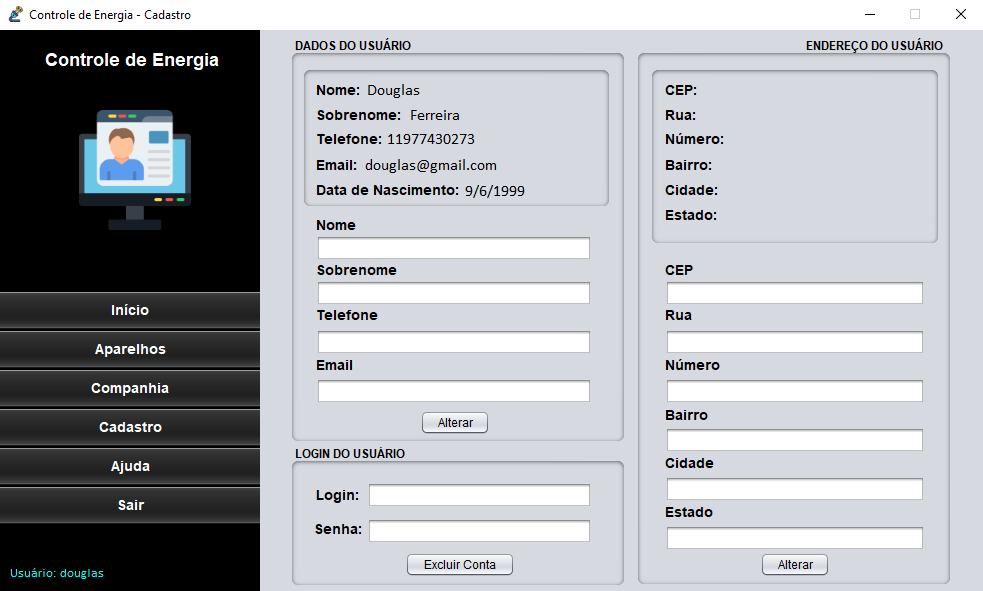 Controle de Energia - Cadastro
Controle de Energia
Início
Aparelhos
Companhia
Cadastro
Ajuda
Sair
Usuário: douglas
DADOS DO USUÁRIO
Nome: Douglas
Sobrenome: Ferreira
Telefone: 11977430273
Email: douglas@gmail.com
Data de Nascimento: 9/6/1999
Nome
Sobrenome
Telefone
Email
Alterar
LOGIN DO USUÁRIO
Login:
Senha:
Excluir Conta
ENDEREÇO DO USUÁRIO
CEP:
Rua:
Número:
Bairro:
Cidade:
Estado:
CEP
Rua
Número
Bairro
Cidade
Estado
Alterar